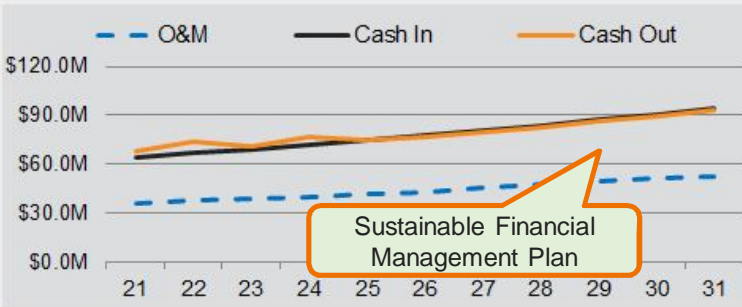 O&M Cash In Cash Out
$120.0M
$90.0M
$60.0M
$30.0M
$0.0M
Sustainable Financial
Management Plan
21 22 23 24 25 26 27 28 29 30 31